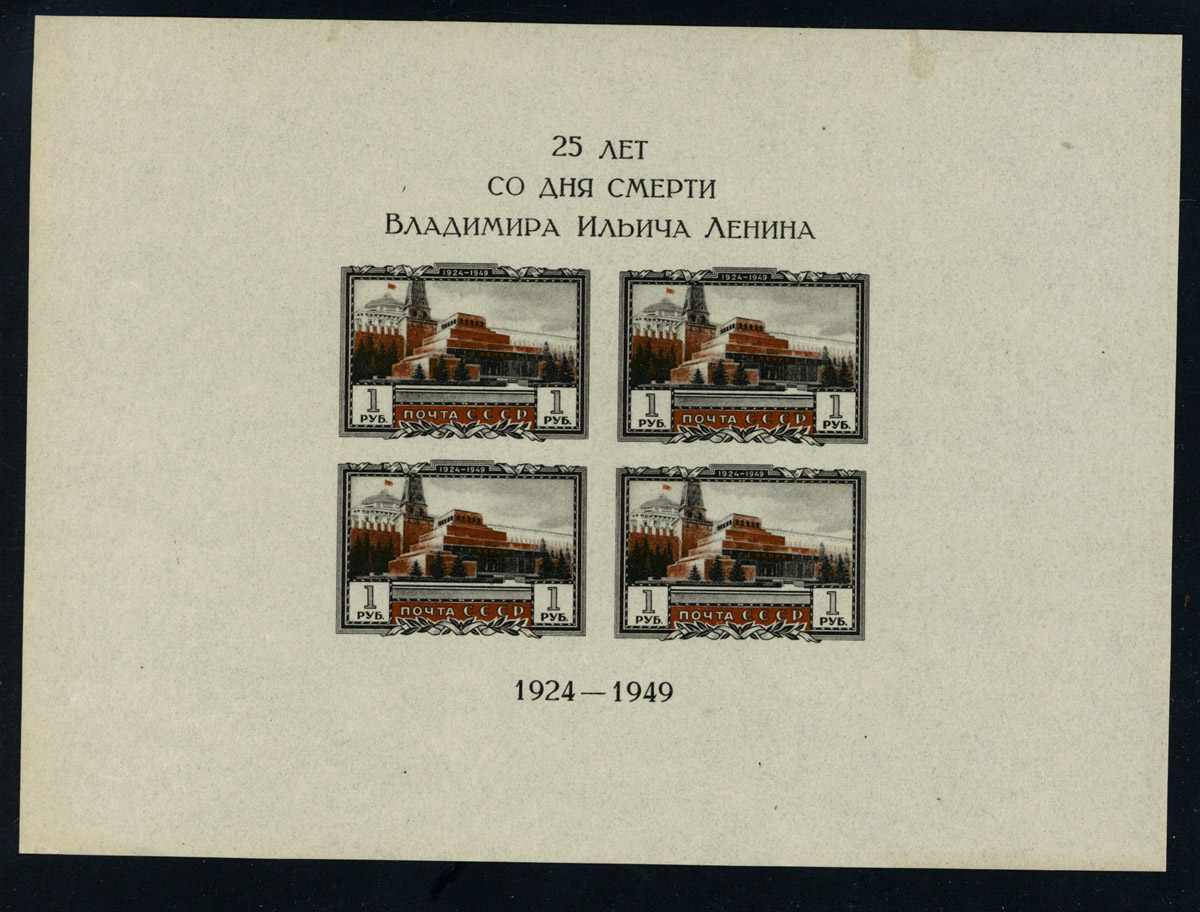 25 ЛЕТ
СО ДНЯ СМЕРТИ
ВЛАДИМИРА ИЛЬИЧА ЛЕНИНА
1924-1949
1 РУБ.
ПОЧТА СССР
1 РУБ.
1924-1949
1 РУБ.
ПОЧТА СССР
1 РУБ.
1924-1949
1 РУБ.
ПОЧТА СССР
1 РУБ.
1924-1949
1 РУБ.
ПОЧТА СССР
1 РУБ.
1924—1949